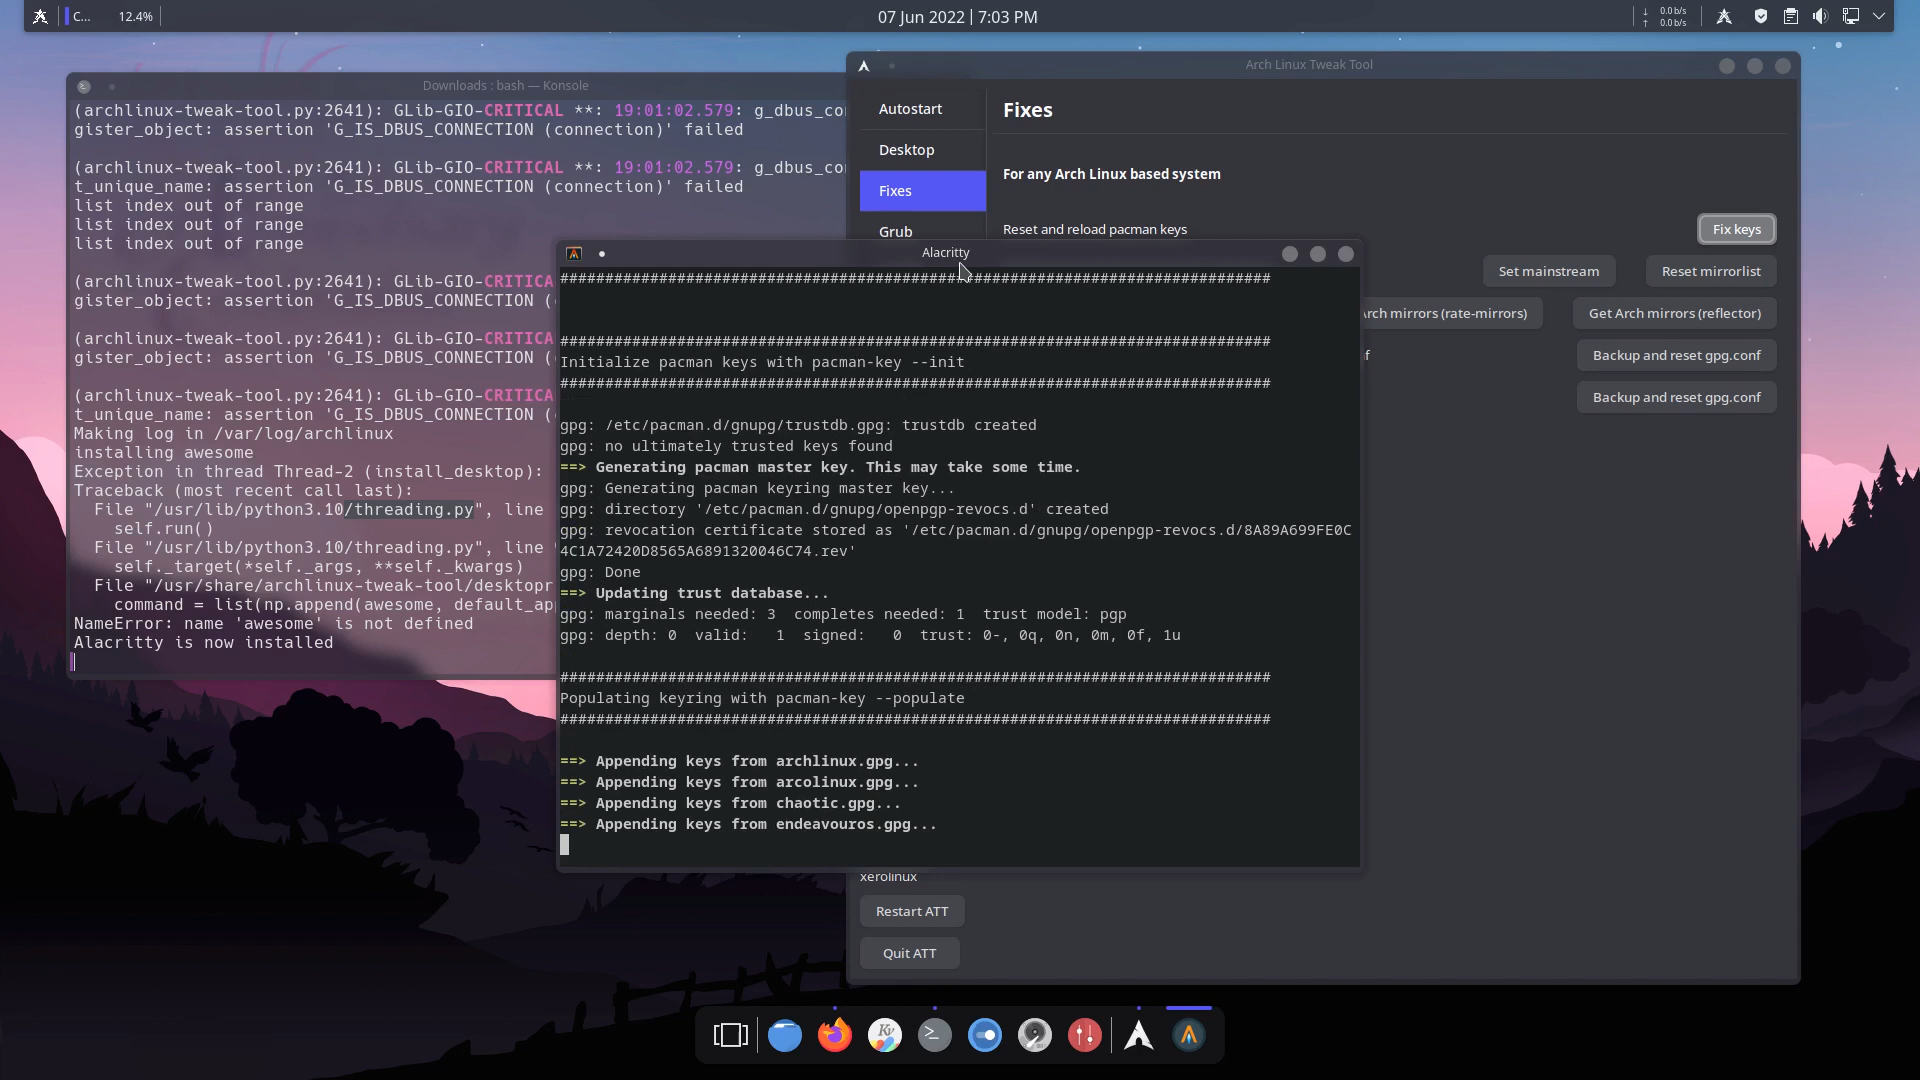 C...
12.4%
07 Jun 2022 | 7:03 PM
↓ 0.0 b/s
↑ 0.0 b/s
Downloads : bash — Konsole
(archlinux-tweak-tool.py:2641): GLib-GIO-CRITICAL **: 19:01:02.579: g_dbus_co
gister_object: assertion 'G_IS_DBUS_CONNECTION (connection)' failed
(archlinux-tweak-tool.py:2641): GLib-GIO-CRITICAL **: 19:01:02.579: g_dbus_co
t_unique_name: assertion 'G_IS_DBUS_CONNECTION (connection)' failed
list index out of range
list index out of range
list index out of range
(archlinux-tweak-tool.py:2641): GLib-GIO-CRITICA
gister_object: assertion 'G_IS_DBUS_CONNECTION (
(archlinux-tweak-tool.py:2641): GLib-GIO-CRITICA
gister_object: assertion 'G_IS_DBUS_CONNECTION (
(archlinux-tweak-tool.py:2641): GLib-GIO-CRITICA
t_unique_name: assertion 'G_IS_DBUS_CONNECTION (
Making log in /var/log/archlinux
installing awesome
Exception in thread Thread-2 (install_desktop):
Traceback (most recent call last):
File "/usr/lib/python3.10/threading.py", line
self.run()
File "/usr/lib/python3.10/threading.py", line
self._target(*self._args, **self._kwargs)
File "/usr/share/archlinux-tweak-tool/desktopr
command = list(np.append(awesome, default_ap
NameError: name 'awesome' is not defined
Alacritty is now installed
Arch Linux Tweak Tool
Autostart
Desktop
Fixes
Grub
Fixes
For any Arch Linux based system
Reset and reload pacman keys
Fix keys
Set mainstream
Reset mirrorlist
Arch mirrors (rate-mirrors)
Get Arch mirrors (reflector)
f
Backup and reset gpg.conf
Backup and reset gpg.conf
xerolinux
Restart ATT
Quit ATT
Alacritty
###############################################################################
###############################################################################
Initialize pacman keys with pacman-key --init
###############################################################################
gpg: /etc/pacman.d/gnupg/trustdb.gpg: trustdb created
gpg: no ultimately trusted keys found
==> Generating pacman master key. This may take some time.
gpg: Generating pacman keyring master key...
gpg: directory '/etc/pacman.d/gnupg/openpgp-revocs.d' created
gpg: revocation certificate stored as '/etc/pacman.d/gnupg/openpgp-revocs.d/8A89A699FE0C
4C1A72420D8565A6891320046C74.rev'
gpg: Done
==> Updating trust database...
gpg: marginals needed: 3  completes needed: 1  trust model: pgp
gpg: depth: 0  valid:   1  signed:   0  trust: 0-, 0q, 0n, 0m, 0f, 1u
###############################################################################
Populating keyring with pacman-key --populate
###############################################################################
==> Appending keys from archlinux.gpg...
==> Appending keys from arcolinux.gpg...
==> Appending keys from chaotic.gpg...
==> Appending keys from endeavouros.gpg...
Kv